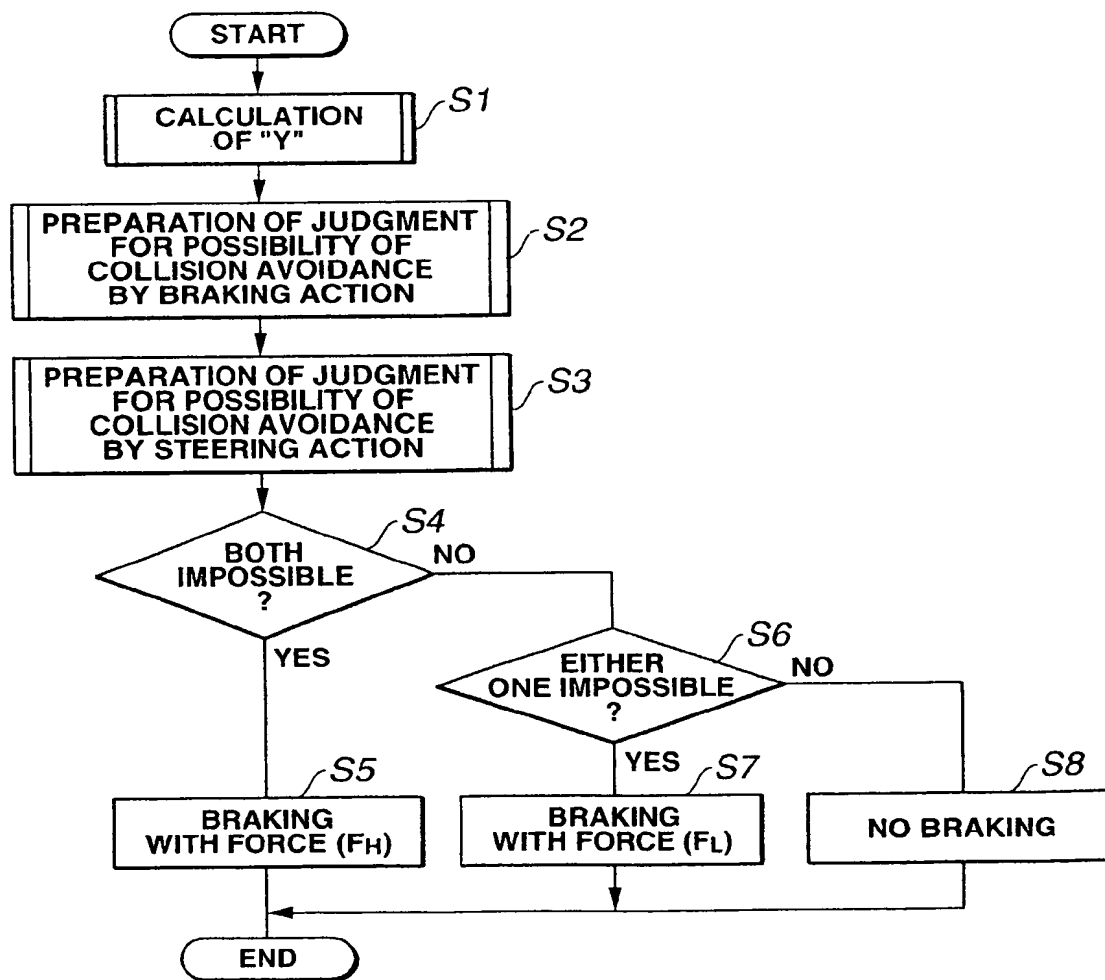 START
S1
CALCULATION
OF "Y"
S2
PREPARATION OF JUDGMENT
FOR POSSIBILITY OF
COLLISION AVOIDANCE
BY BRAKING ACTION
S3
PREPARATION OF JUDGMENT
FOR POSSIBILITY OF
COLLISION AVOIDANCE
BY STEERING ACTION
S4
BOTH
IMPOSSIBLE
?
NO
YES
S6
EITHER
ONE IMPOSSIBLE
?
NO
YES
S5
BRAKING
WITH FORCE (FH)
S7
BRAKING
WITH FORCE (FL)
S8
NO BRAKING
END